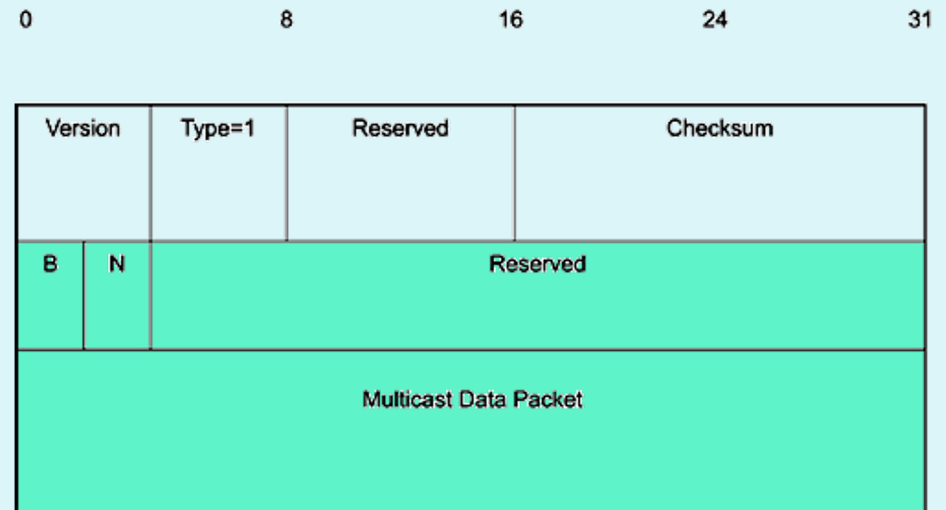 0 8 16 24 31
Version Type=1 Reserved Checksum
B N Reserved
Multicast Data Packet